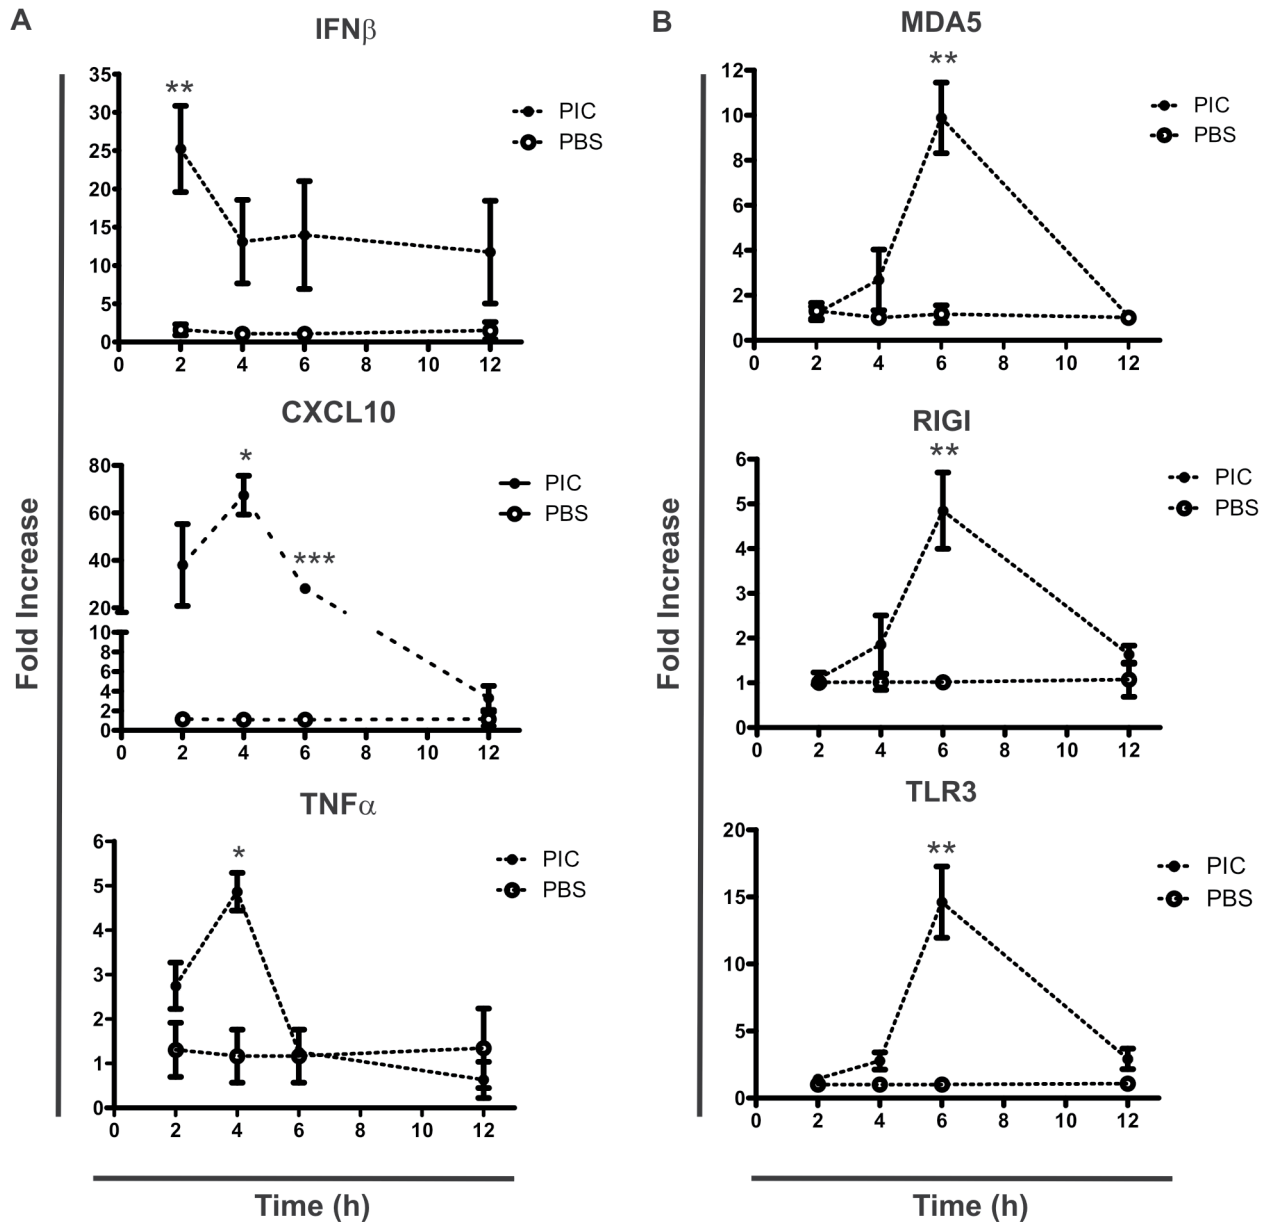 A
IFNβ
35
30
25
20
15
10
5
0
**
PIC
PBS
0 2 4 6 8 10 12
CXCL10
80
60
40
20
10
8
6
4
2
0
*
***
PIC
PBS
0 2 4 6 8 10 12
TNFα
6
5
4
3
2
1
0
*
PIC
PBS
0 2 4 6 8 10 12
Fold Increase
Time (h)
B
MDA5
12
10
8
6
4
2
0
**
PIC
PBS
0 2 4 6 8 10 12
RIGI
6
5
4
3
2
1
0
**
PIC
PBS
0 2 4 6 8 10 12
TLR3
20
15
10
5
0
**
PIC
PBS
0 2 4 6 8 10 12
Fold Increase
Time (h)